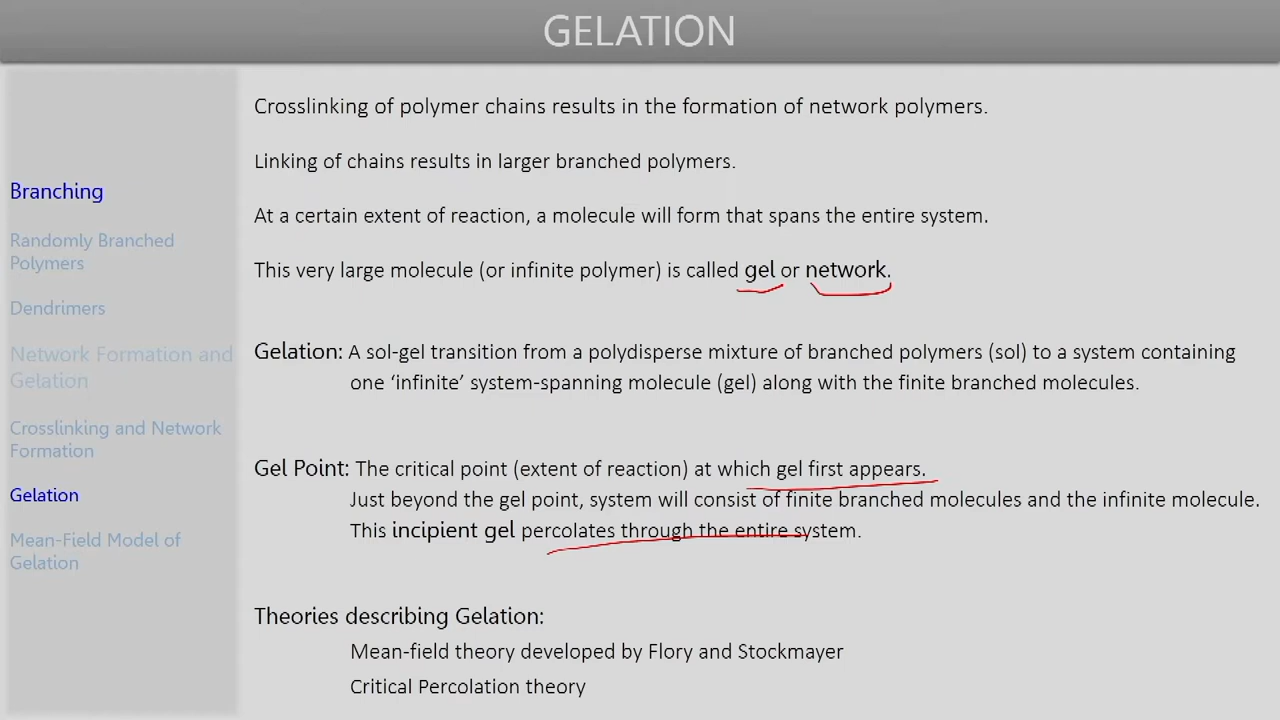 GELATION
Branching
Randomly Branched
Polymers
Dendrimers
Network Formation and
Gelation
Crosslinking and Network
Formation
Gelation
Mean-Field Model of
Gelation
Crosslinking of polymer chains results in the formation of network polymers.
Linking of chains results in larger branched polymers.
At a certain extent of reaction, a molecule will form that spans the entire system.
This very large molecule (or infinite polymer) is called gel or network.
Gelation: A sol-gel transition from a polydisperse mixture of branched polymers (sol) to a system containing
one ‘infinite’ system-spanning molecule (gel) along with the finite branched molecules.
Gel Point: The critical point (extent of reaction) at which gel first appears.
Just beyond the gel point, system will consist of finite branched molecules and the infinite molecule.
This incipient gel percolates through the entire system.
Theories describing Gelation:
Mean-field theory developed by Flory and Stockmayer
Critical Percolation theory